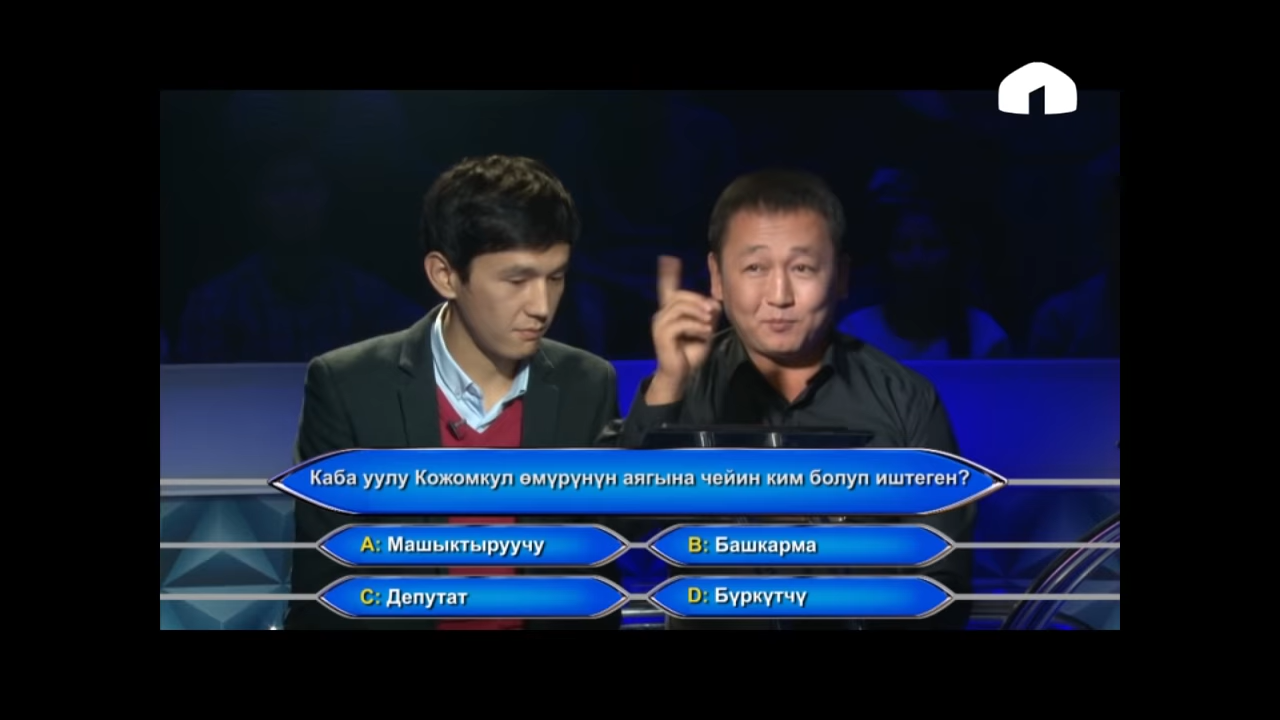 Каба уулу Кожомкул өмүрүнүн аягына чейин ким болуп иштеген?
A: Машыктыруучу
B: Башкарма
C: Депутат
D: Бүркүтчү